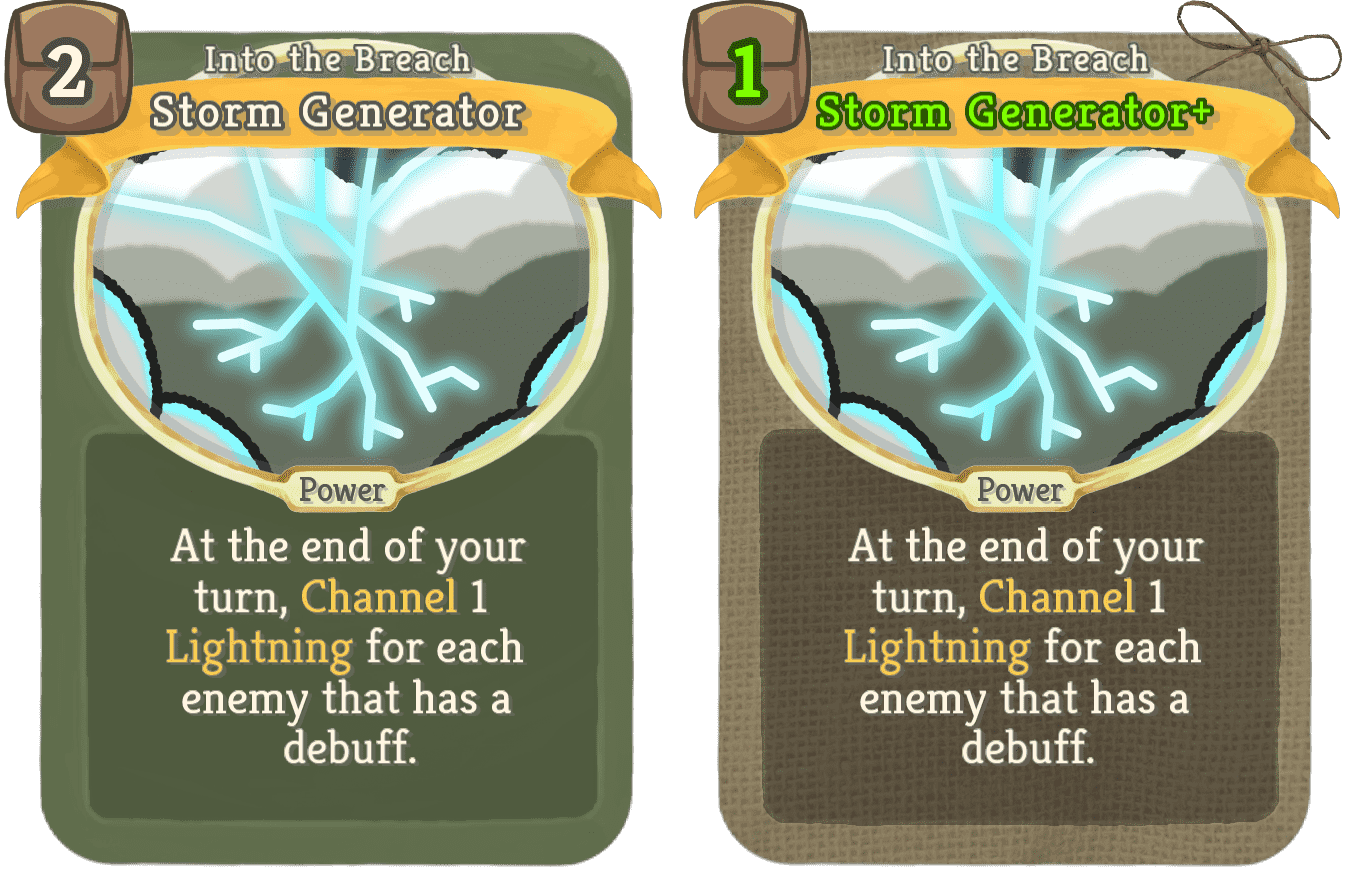 2
Into the Breach
Storm Generator
Power
At the end of your
turn, Channel 1
Lightning for each
enemy that has a
debuff.
1
Into the Breach
Storm Generator+
Power
At the end of your
turn, Channel 1
Lightning for each
enemy that has a
debuff.